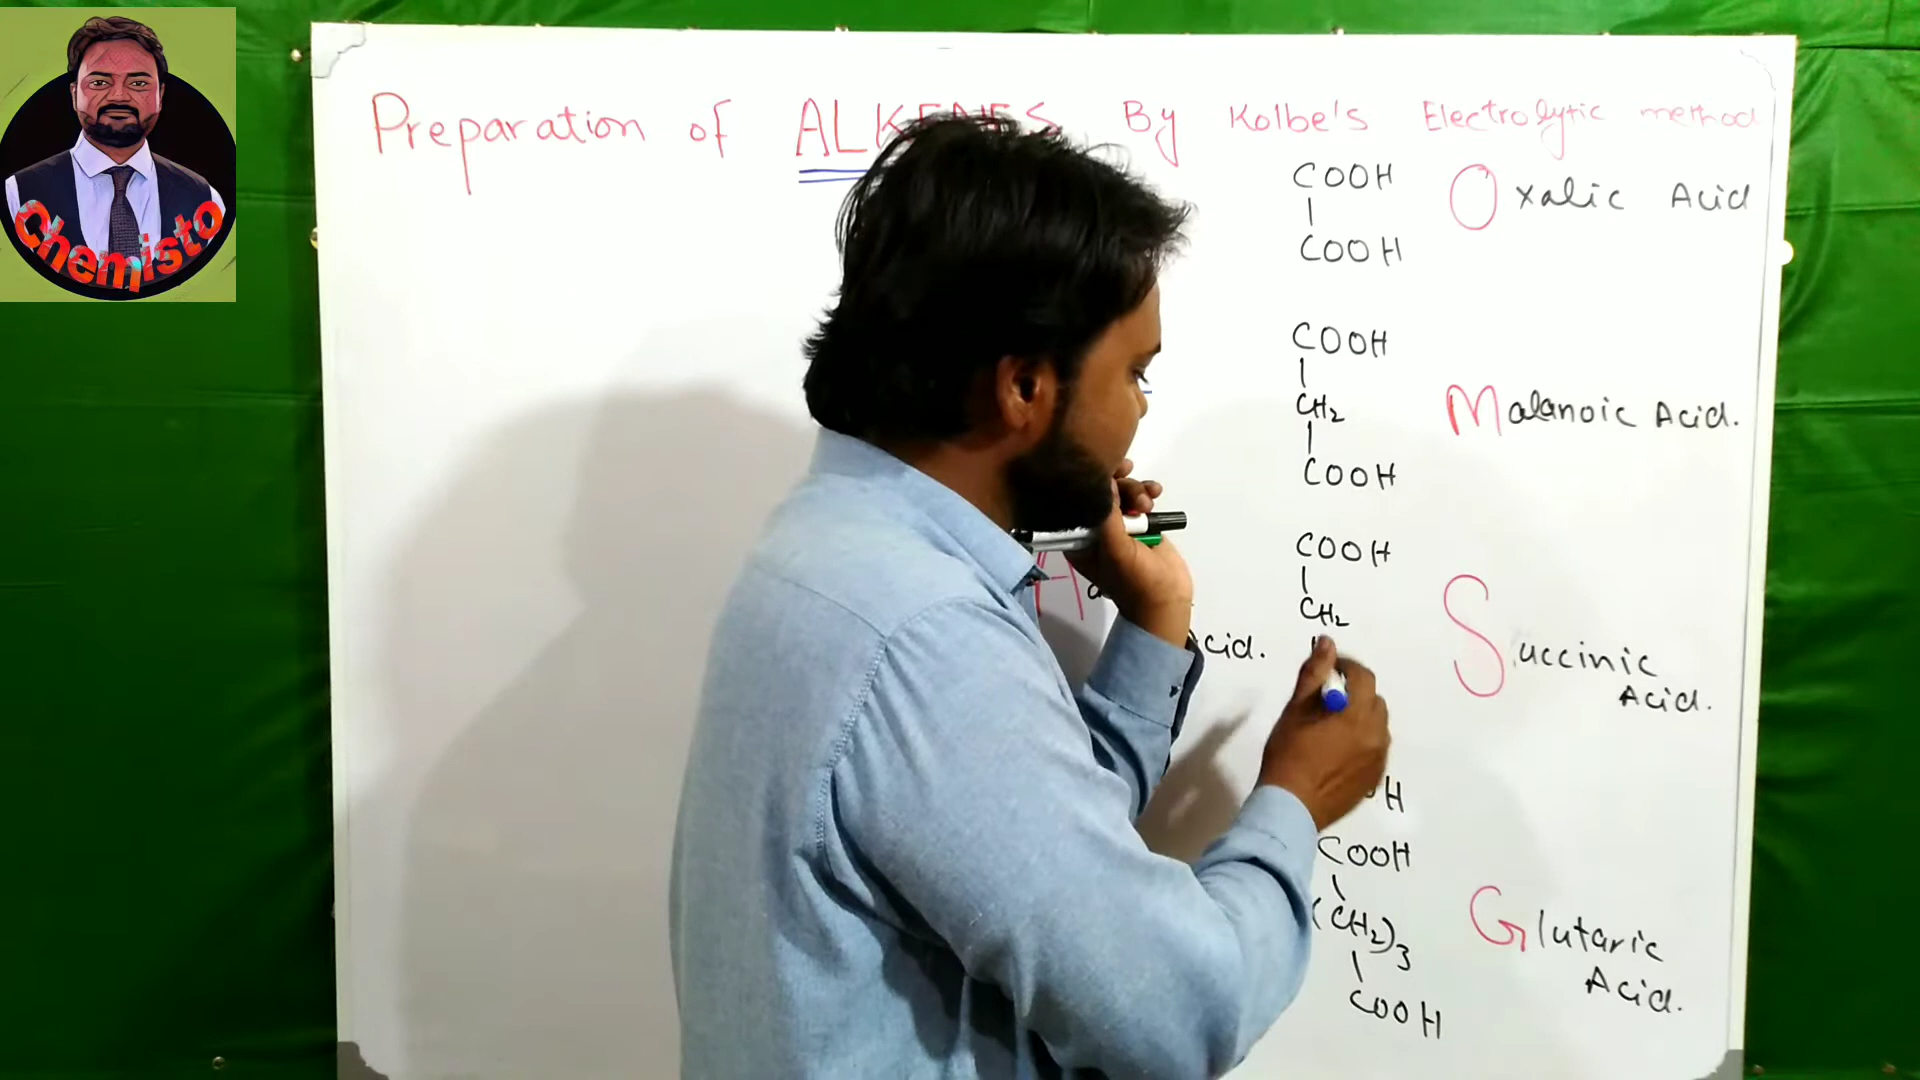 Chemisto
Preparation of ALKENES By Kolbe's Electrolytic method
COOH
|
COOH
Oxalic Acid
COOH
|
CH2
|
COOH
Malanoic Acid.
COOH
|
CH2
Succinic
Acid.
cid.
H
COOH
|
(CH2)3
|
COOH
Glutaric
Acid.